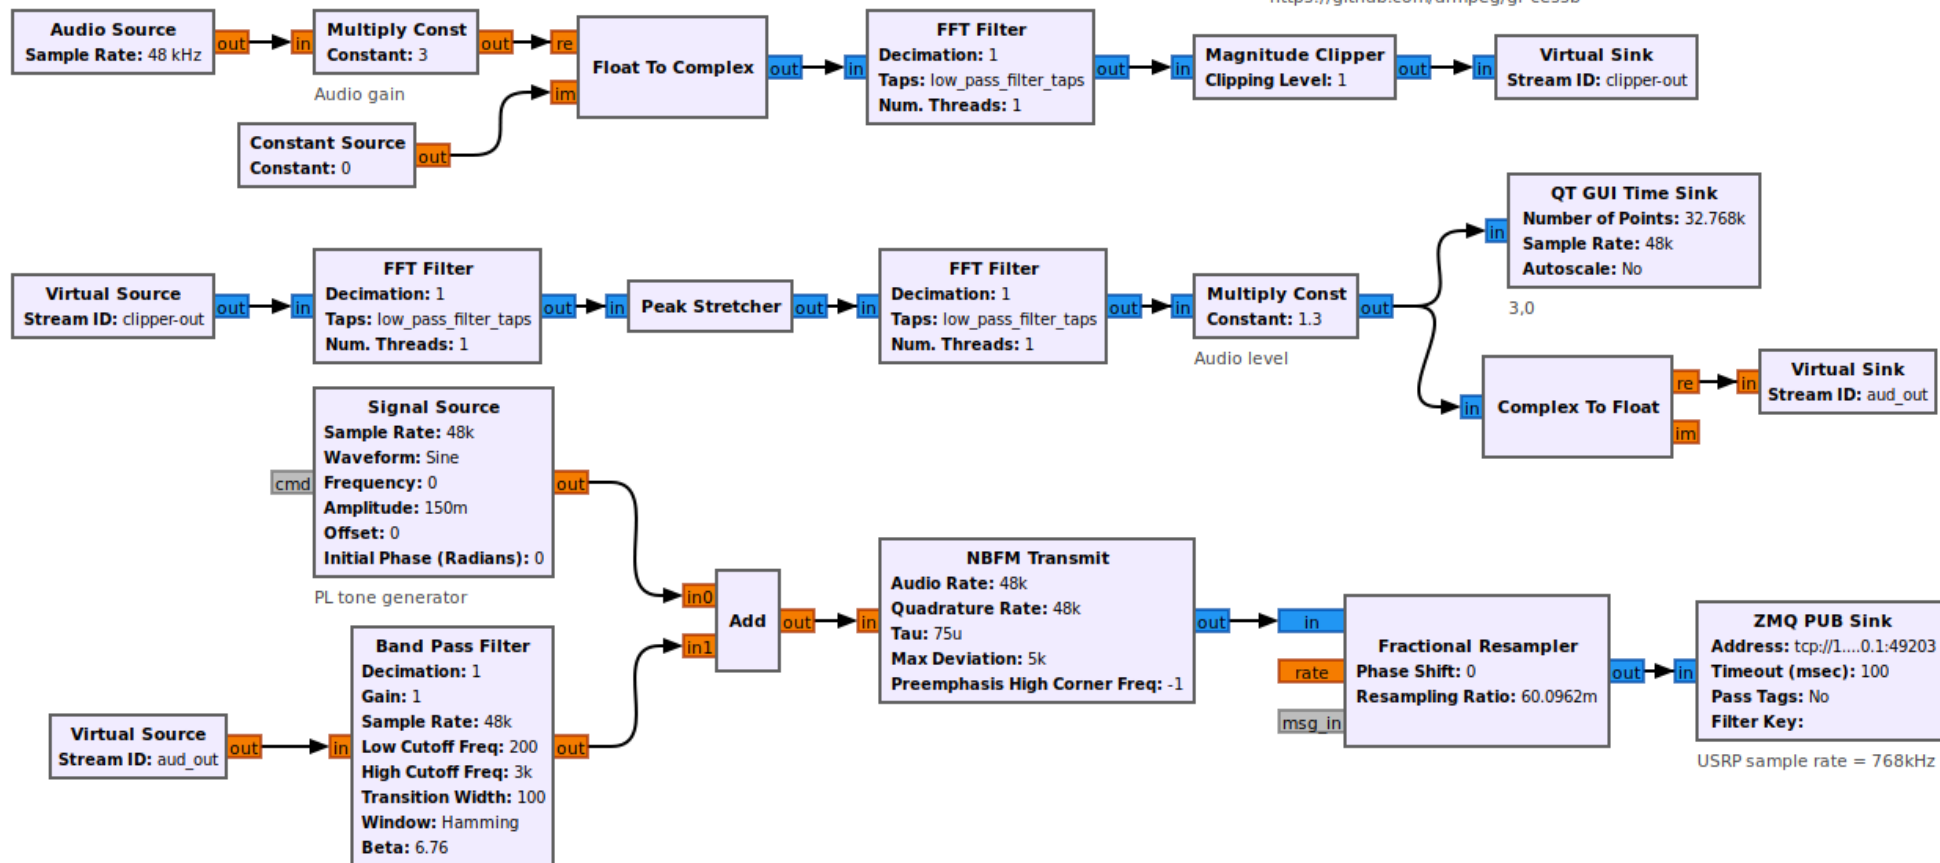 https://github.com/drmpeg/gr-cessb
Audio Source
Sample Rate: 48 kHz
out
in
Multiply Const
Constant: 3
out
Audio gain
re
im
Float To Complex
out
in
FFT Filter
Decimation: 1
Taps: low_pass_filter_taps
Num. Threads: 1
out
in
Magnitude Clipper
Clipping Level: 1
out
in
Virtual Sink
Stream ID: clipper-out
Constant Source
Constant: 0
out
Virtual Source
Stream ID: clipper-out
out
in
FFT Filter
Decimation: 1
Taps: low_pass_filter_taps
Num. Threads: 1
out
in
Peak Stretcher
out
in
FFT Filter
Decimation: 1
Taps: low_pass_filter_taps
Num. Threads: 1
out
in
Multiply Const
Constant: 1.3
out
Audio level
in
QT GUI Time Sink
Number of Points: 32.768k
Sample Rate: 48k
Autoscale: No
3,0
in
Complex To Float
re
im
in
Virtual Sink
Stream ID: aud_out
cmd
Signal Source
Sample Rate: 48k
Waveform: Sine
Frequency: 0
Amplitude: 150m
Offset: 0
Initial Phase (Radians): 0
out
PL tone generator
Virtual Source
Stream ID: aud_out
out
in
Band Pass Filter
Decimation: 1
Gain: 1
Sample Rate: 48k
Low Cutoff Freq: 200
High Cutoff Freq: 3k
Transition Width: 100
Window: Hamming
Beta: 6.76
out
in0
in1
Add
out
in
NBFM Transmit
Audio Rate: 48k
Quadrature Rate: 48k
Tau: 75u
Max Deviation: 5k
Preemphasis High Corner Freq: -1
out
in
rate
msg_in
Fractional Resampler
Phase Shift: 0
Resampling Ratio: 60.0962m
out
in
ZMQ PUB Sink
Address: tcp://1....0.1:49203
Timeout (msec): 100
Pass Tags: No
Filter Key:
USRP sample rate = 768kHz